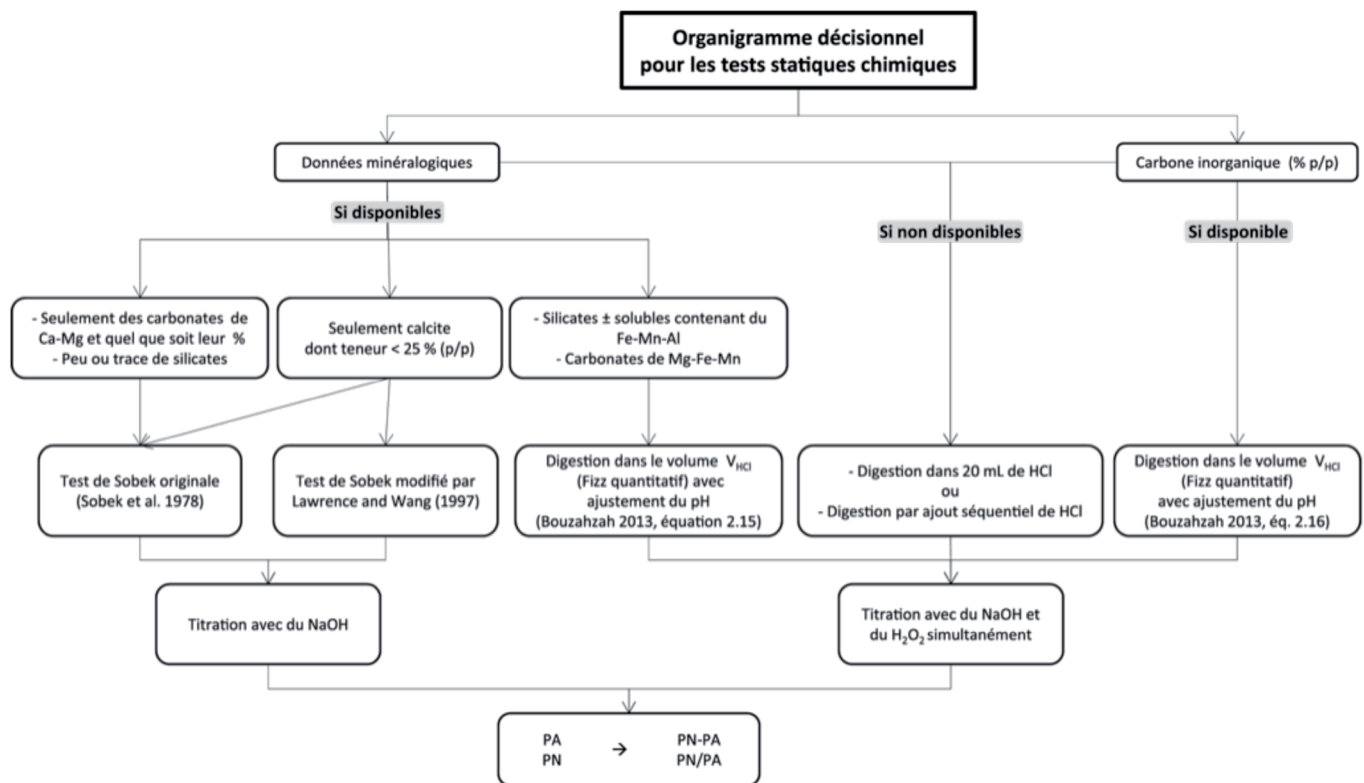 Organigramme décisionnel
pour les tests statiques chimiques
Données minéralogiques
Carbone inorganique (% p/p)
Si disponibles
Si non disponibles
Si disponible
- Seulement des carbonates de
Ca-Mg et quel que soit leur %
- Peu ou trace de silicates
Seulement calcite
dont teneur < 25 % (p/p)
- Silicates ± solubles contenant du
Fe-Mn-Al
- Carbonates de Mg-Fe-Mn
Test de Sobek originale
(Sobek et al. 1978)
Test de Sobek modifié par
Lawrence and Wang (1997)
Digestion dans le volume V_HCl
(Fizz quantitatif) avec
ajustement du pH
(Bouzahzah 2013, équation 2.15)
- Digestion dans 20 mL de HCl
ou
- Digestion par ajout séquentiel de HCl
Digestion dans le volume V_HCl
(Fizz quantitatif)
avec ajustement du pH
(Bouzahzah 2013, éq. 2.16)
Titration avec du NaOH
Titration avec du NaOH et
du H₂O₂ simultanément
PA → PN-PA
PN PN/PA